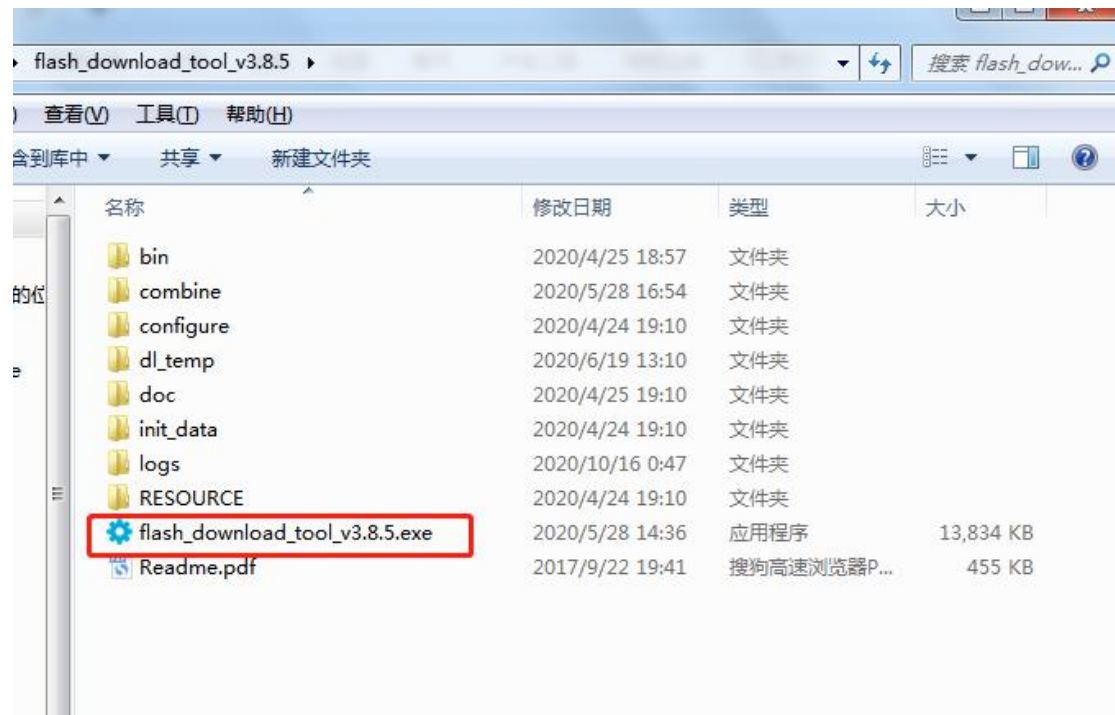 flash_download_tool_v3.8.5
搜索 flash_dow...
) 查看(V) 工具(T) 帮助(H)
含到库中 共享 新建文件夹
名称 修改日期 类型 大小
bin 2020/4/25 18:57 文件夹
的位
combine 2020/5/28 16:54 文件夹
configure 2020/4/24 19:10 文件夹
e
dl_temp 2020/6/19 13:10 文件夹
doc 2020/4/25 19:10 文件夹
init_data 2020/4/24 19:10 文件夹
logs 2020/10/16 0:47 文件夹
RESOURCE 2020/4/24 19:10 文件夹
flash_download_tool_v3.8.5.exe 2020/5/28 14:36 应用程序 13,834 KB
Readme.pdf 2017/9/22 19:41 搜狗高速浏览器P... 455 KB